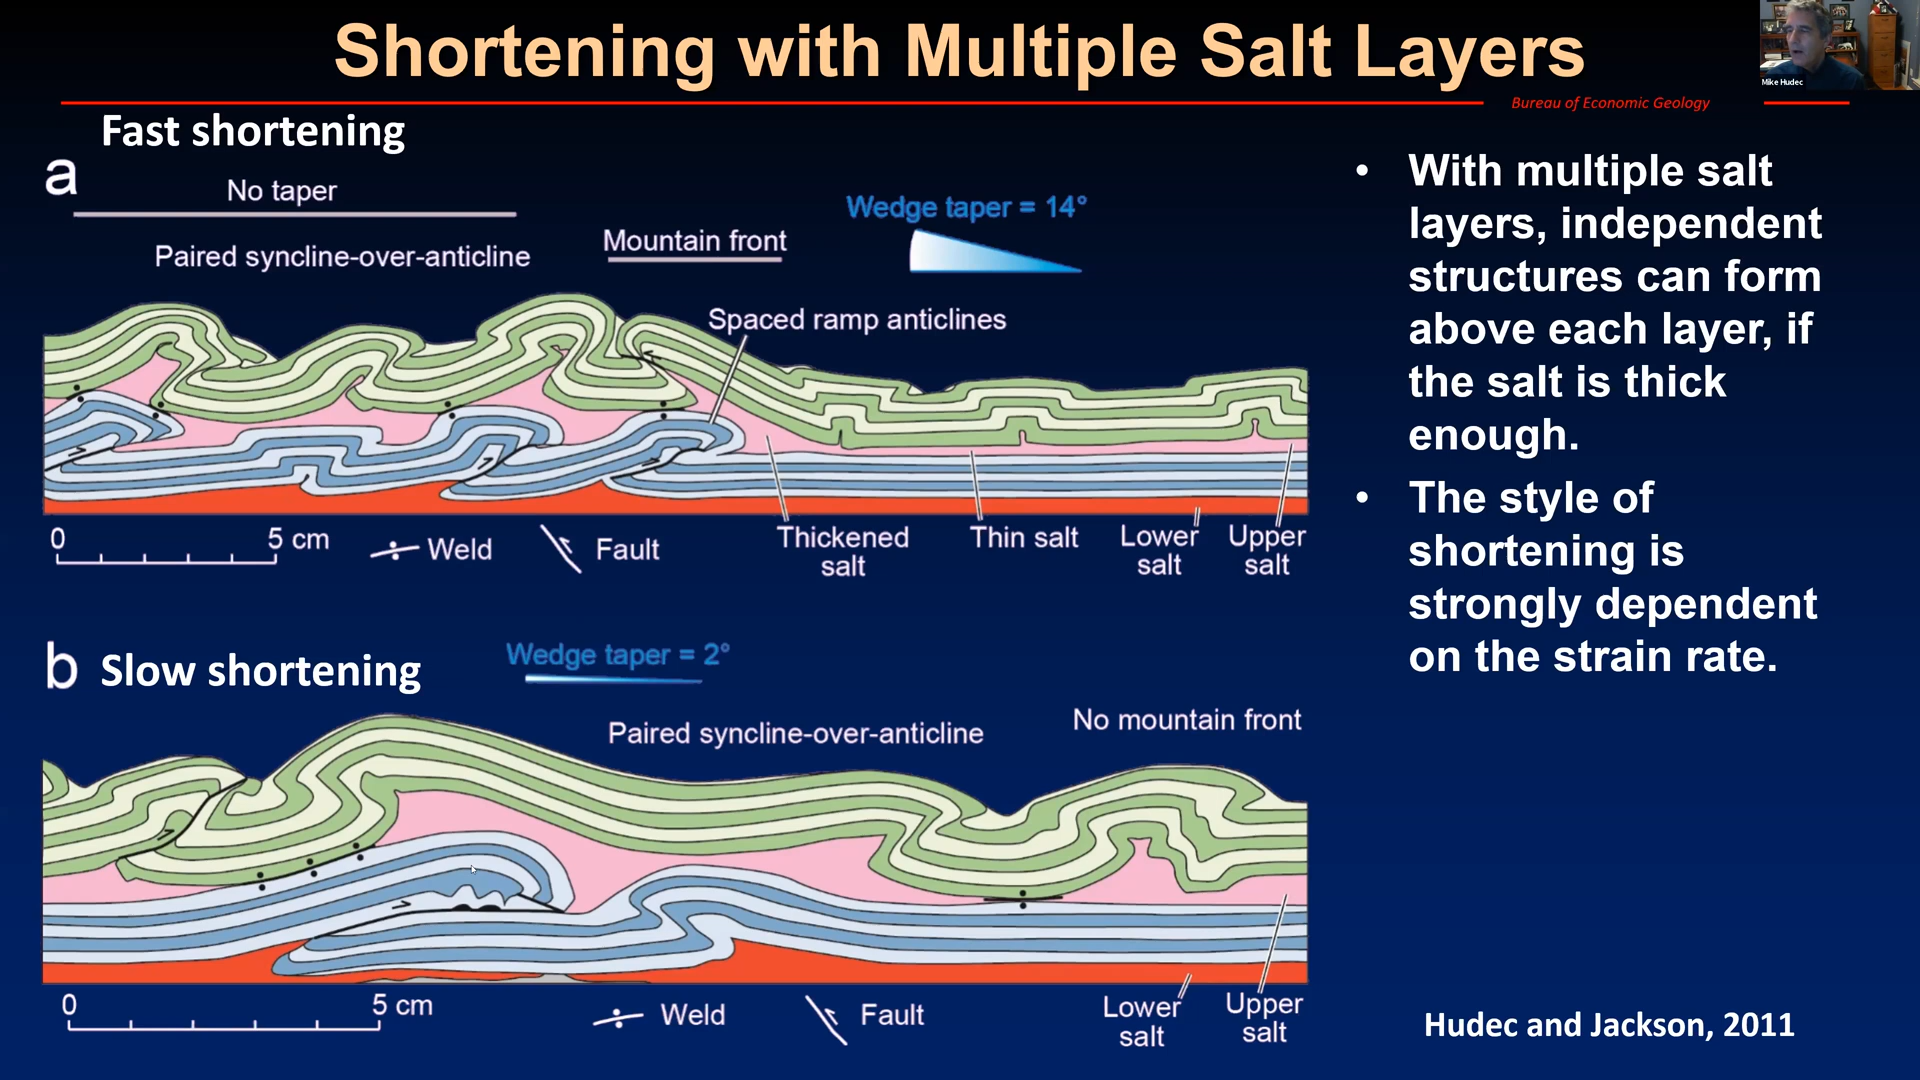 Shortening with Multiple Salt Layers
Mike Hudec
Bureau of Economic Geology
Fast shortening
a
No taper
Wedge taper = 14°
Paired syncline-over-anticline
Mountain front
Spaced ramp anticlines
0
5 cm
Weld
Fault
Thickened
salt
Thin salt
Lower
salt
Upper
salt
b
Slow shortening
Wedge taper = 2°
Paired syncline-over-anticline
No mountain front
0
5 cm
Weld
Fault
Lower
salt
Upper
salt
• With multiple salt
layers, independent
structures can form
above each layer, if
the salt is thick
enough.
• The style of
shortening is
strongly dependent
on the strain rate.
Hudec and Jackson, 2011